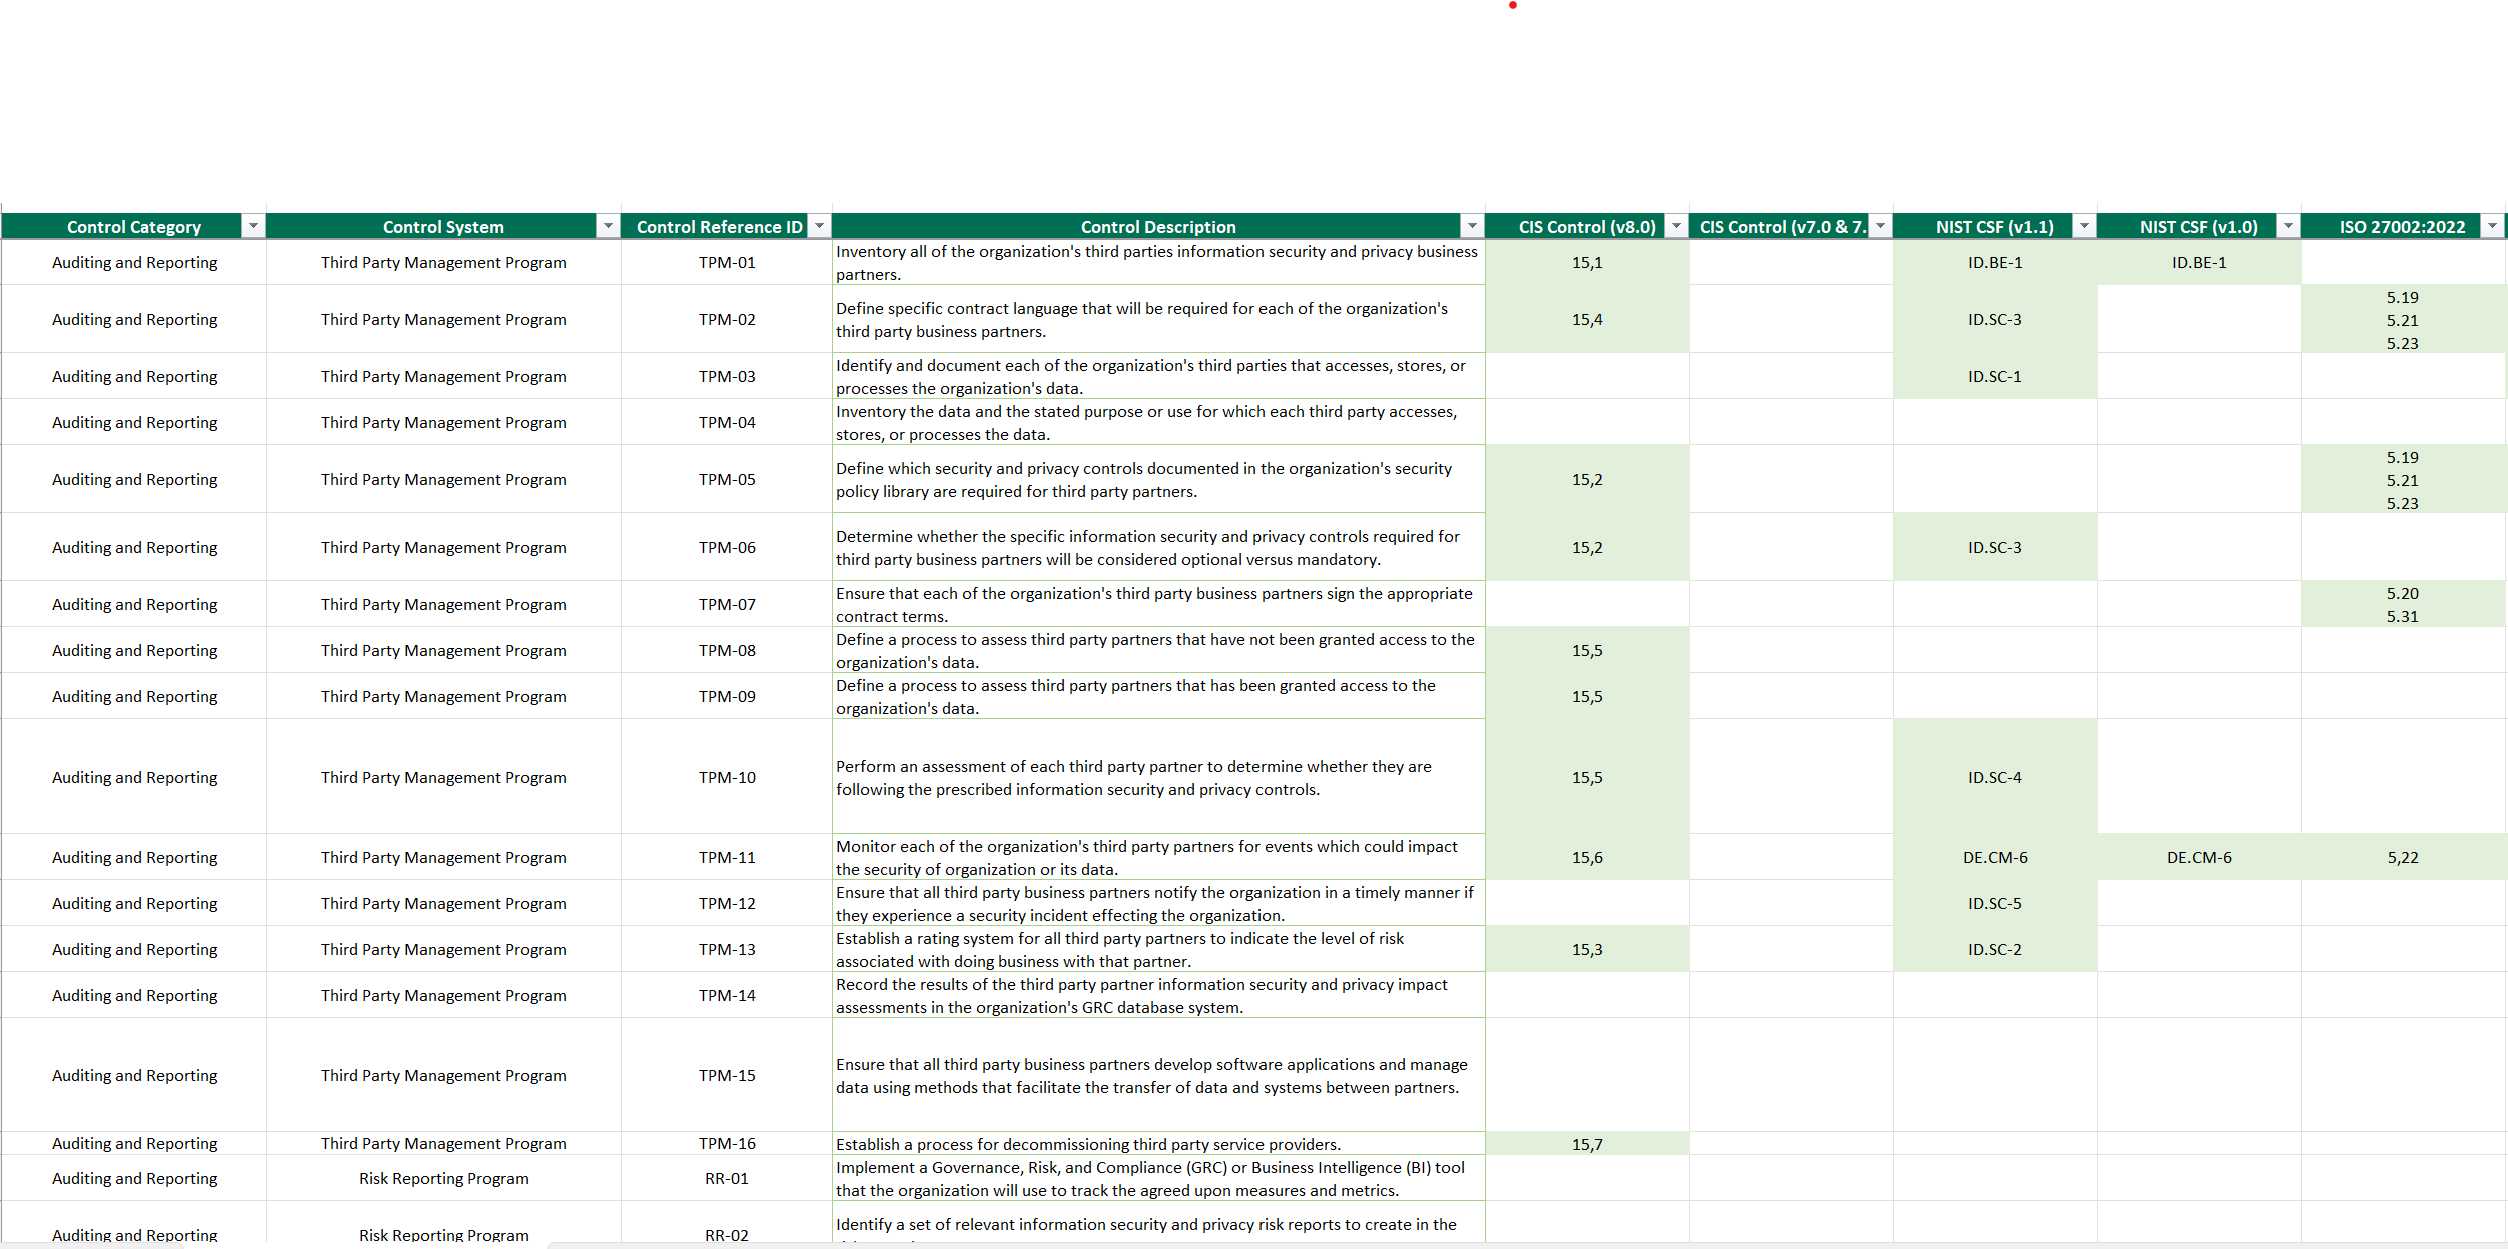 Control Category Control System Control Reference ID Control Description CIS Control (v8.0) CIS Control (v7.0 & 7. NIST CSF (v1.1) NIST CSF (v1.0) ISO 27002:2022
Auditing and Reporting Third Party Management Program TPM-01 Inventory all of the organization's third parties information security and privacy business
partners. 15,1 ID.BE-1 ID.BE-1
Auditing and Reporting Third Party Management Program TPM-02 Define specific contract language that will be required for each of the organization's
third party business partners. 15,4 ID.SC-3 5.19
5.21
5.23
Auditing and Reporting Third Party Management Program TPM-03 Identify and document each of the organization's third parties that accesses, stores, or
processes the organization's data. ID.SC-1
Auditing and Reporting Third Party Management Program TPM-04 Inventory the data and the stated purpose or use for which each third party accesses,
stores, or processes the data.
Auditing and Reporting Third Party Management Program TPM-05 Define which security and privacy controls documented in the organization's security
policy library are required for third party partners. 15,2 5.19
5.21
5.23
Auditing and Reporting Third Party Management Program TPM-06 Determine whether the specific information security and privacy controls required for
third party business partners will be considered optional versus mandatory. 15,2 ID.SC-3
Auditing and Reporting Third Party Management Program TPM-07 Ensure that each of the organization's third party business partners sign the appropriate
contract terms. 5.20
5.31
Auditing and Reporting Third Party Management Program TPM-08 Define a process to assess third party partners that have not been granted access to the
organization's data. 15,5
Auditing and Reporting Third Party Management Program TPM-09 Define a process to assess third party partners that has been granted access to the
organization's data. 15,5
Auditing and Reporting Third Party Management Program TPM-10 Perform an assessment of each third party partner to determine whether they are
following the prescribed information security and privacy controls. 15,5 ID.SC-4
Auditing and Reporting Third Party Management Program TPM-11 Monitor each of the organization's third party partners for events which could impact
the security of organization or its data. 15,6 DE.CM-6 DE.CM-6 5,22
Auditing and Reporting Third Party Management Program TPM-12 Ensure that all third party business partners notify the organization in a timely manner if
they experience a security incident effecting the organization. ID.SC-5
Auditing and Reporting Third Party Management Program TPM-13 Establish a rating system for all third party partners to indicate the level of risk
associated with doing business with that partner. 15,3 ID.SC-2
Auditing and Reporting Third Party Management Program TPM-14 Record the results of the third party partner information security and privacy impact
assessments in the organization's GRC database system.
Auditing and Reporting Third Party Management Program TPM-15 Ensure that all third party business partners develop software applications and manage
data using methods that facilitate the transfer of data and systems between partners.
Auditing and Reporting Third Party Management Program TPM-16 Establish a process for decommissioning third party service providers. 15,7
Auditing and Reporting Risk Reporting Program RR-01 Implement a Governance, Risk, and Compliance (GRC) or Business Intelligence (BI) tool
that the organization will use to track the agreed upon measures and metrics.
Auditing and Reporting Risk Reporting Program RR-02 Identify a set of relevant information security and privacy risk reports to create in the